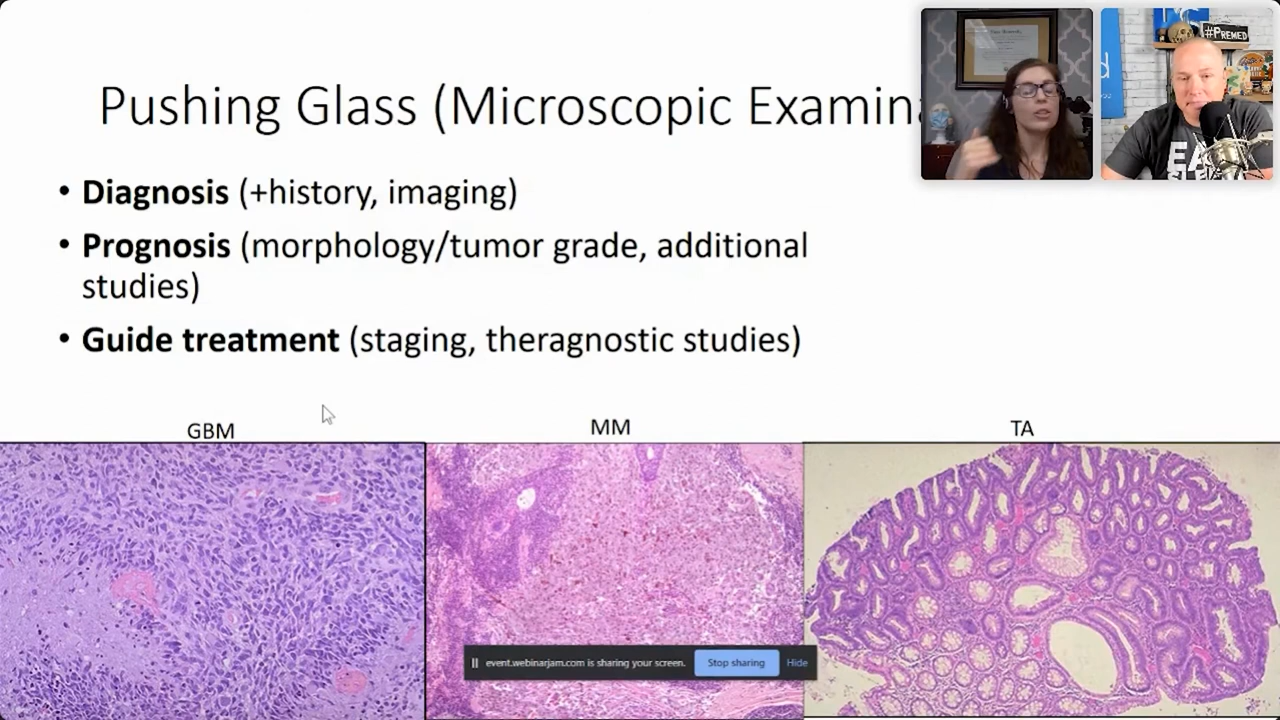 Pushing Glass (Microscopic Examina
#PREMED
• Diagnosis (+history, imaging)
• Prognosis (morphology/tumor grade, additional
studies)
• Guide treatment (staging, theragnostic studies)
GBM
MM
TA
event.webinarjam.com is sharing your screen.
Stop sharing
Hide